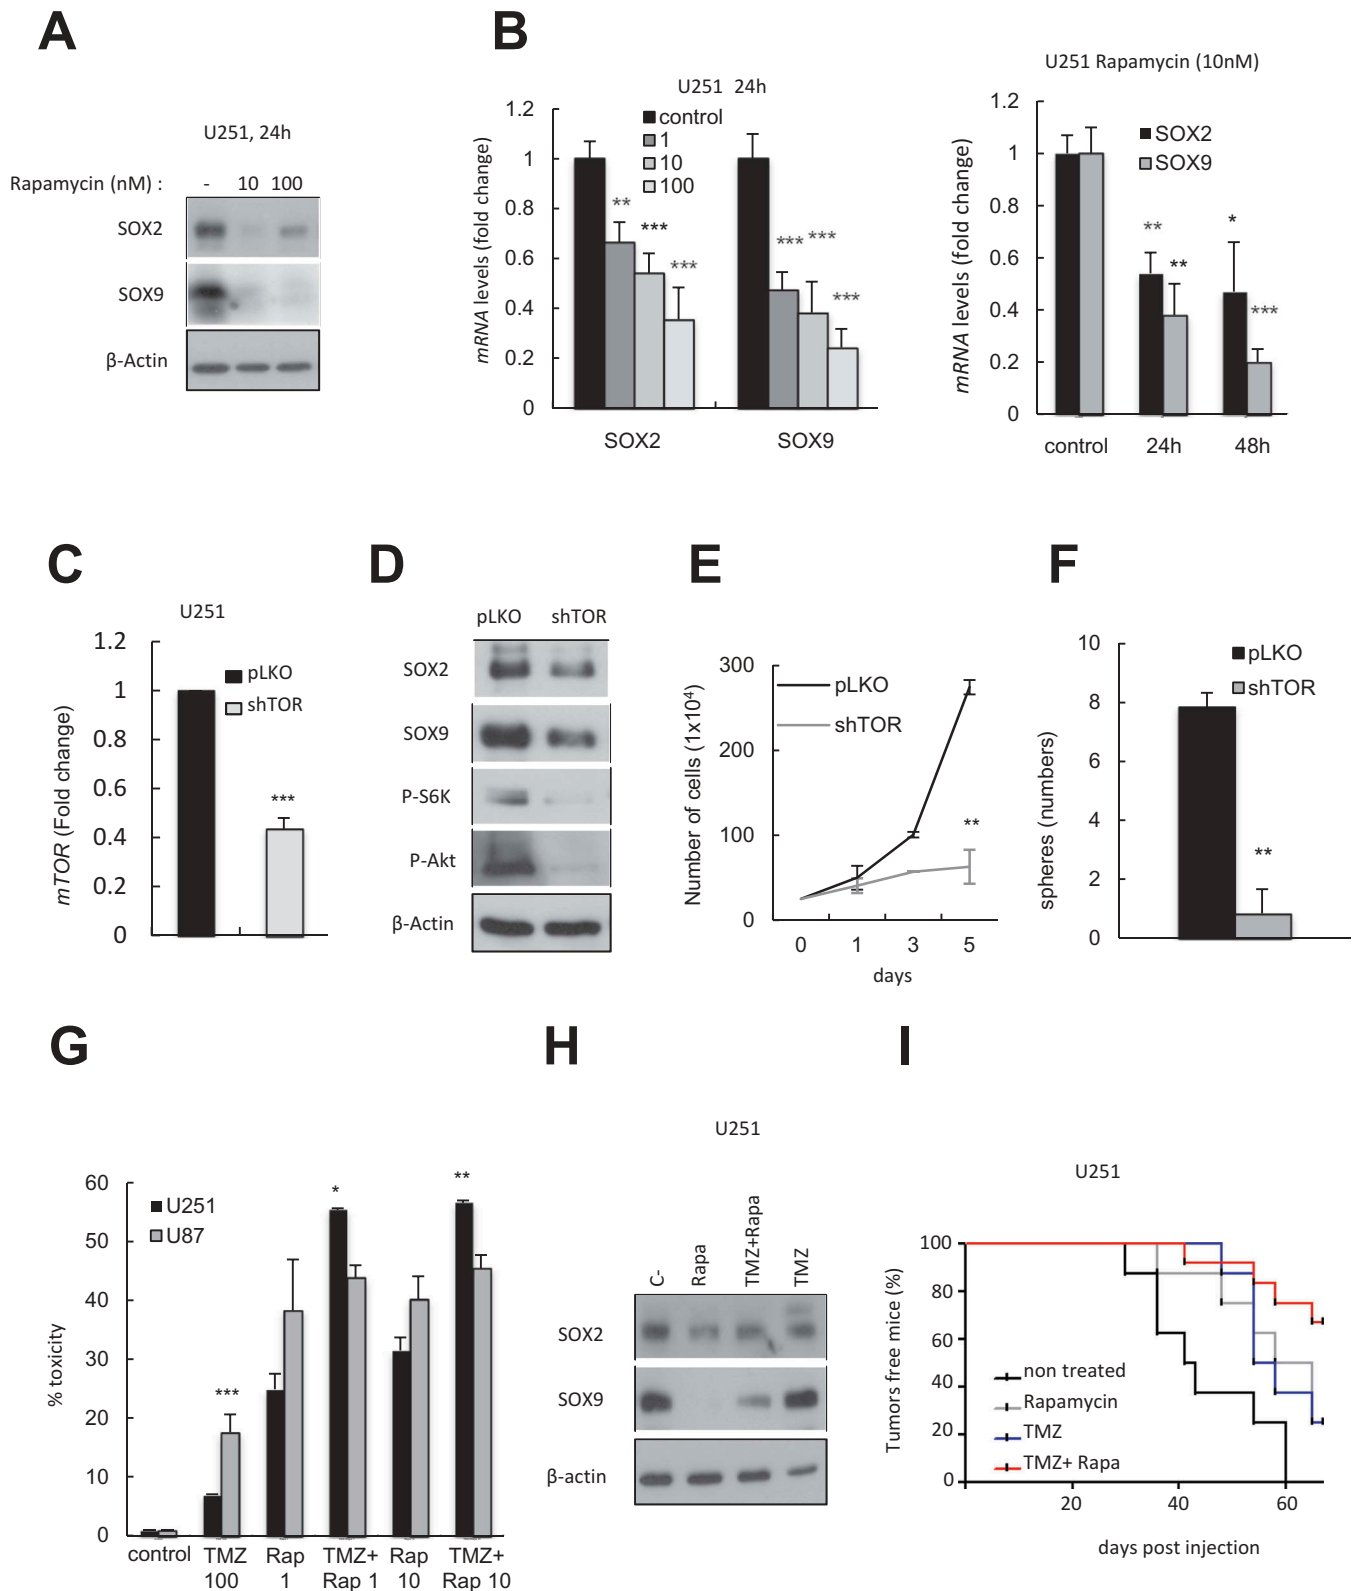 A
U251, 24h
Rapamycin (nM) : - 10 100
SOX2
SOX9
β-Actin
B
U251 24h
mRNA levels (fold change)
1.2
1
0.8
0.6
0.4
0.2
0
control
1
10
100
** *** ***
*** *** ***
SOX2 SOX9
U251 Rapamycin (10nM)
mRNA levels (fold change)
1.2
1
0.8
0.6
0.4
0.2
0
SOX2
SOX9
** ** * ***
control 24h 48h
C
U251
mTOR (Fold change)
1.2
1
0.8
0.6
0.4
0.2
0
pLKO
shTOR
***
D
pLKO shTOR
SOX2
SOX9
P-S6K
P-Akt
β-Actin
E
Number of cells (1x10⁴)
300
200
100
0
pLKO
shTOR
**
0 1 3 5
days
F
spheres (numbers)
10
8
6
4
2
0
pLKO
shTOR
**
G
% toxicity
60
50
40
30
20
10
0
U251
U87
*** * **
control TMZ 100 Rap 1 TMZ+ Rap 1 Rap 10 TMZ+ Rap 10
H
U251
C- Rapa TMZ+Rapa TMZ
SOX2
SOX9
β-actin
I
U251
Tumors free mice (%)
100
80
60
40
20
0
non treated
Rapamycin
TMZ
TMZ+ Rapa
20 40 60
days post injection